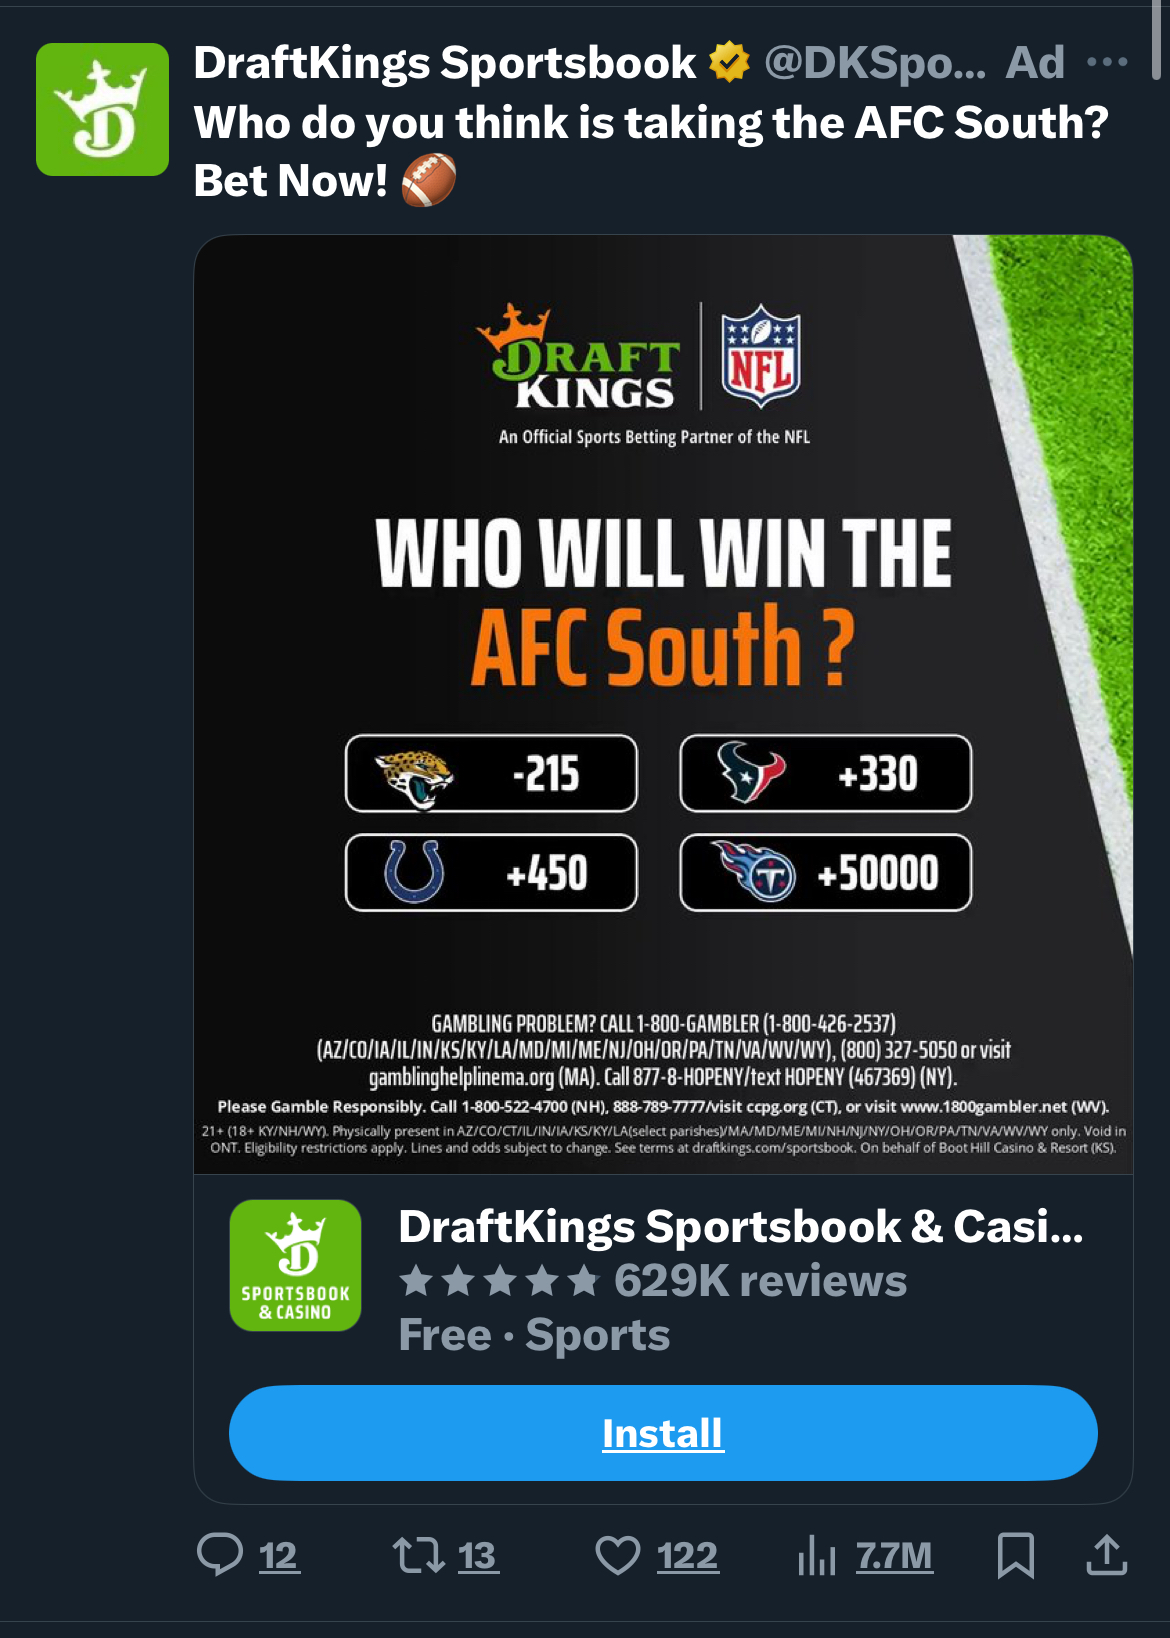 DraftKings Sportsbook @DKSpo... Ad
Who do you think is taking the AFC South?
Bet Now! 🏈
DRAFT
KINGS
NFL
An Official Sports Betting Partner of the NFL
WHO WILL WIN THE
AFC South ?
-215 +330
+450 +50000
GAMBLING PROBLEM? CALL 1-800-GAMBLER (1-800-426-2537)
(AZ/CO/IA/IL/IN/KS/KY/LA/MD/MI/ME/NJ/OH/OR/PA/TN/VA/WV/WY), (800) 327-5050 or visit
gamblinghelplinema.org (MA). Call 877-8-HOPENY/text HOPENY (467369) (NY).
Please Gamble Responsibly. Call 1-800-522-4700 (NH), 888-789-7777/visit ccpg.org (CT), or visit www.1800gambler.net (WV).
21+ (18+ KY/NH/WY). Physically present in AZ/CO/CT/IL/IN/IA/KS/KY/LA(select parishes)/MA/MD/ME/MI/NH/NJ/NY/OH/OR/PA/TN/VA/WV/WY only. Void in
ONT. Eligibility restrictions apply. Lines and odds subject to change. See terms at draftkings.com/sportsbook. On behalf of Boot Hill Casino & Resort (KS).
SPORTSBOOK
& CASINO
DraftKings Sportsbook & Casi...
629K reviews
Free · Sports
Install
12 13 122 7.7M